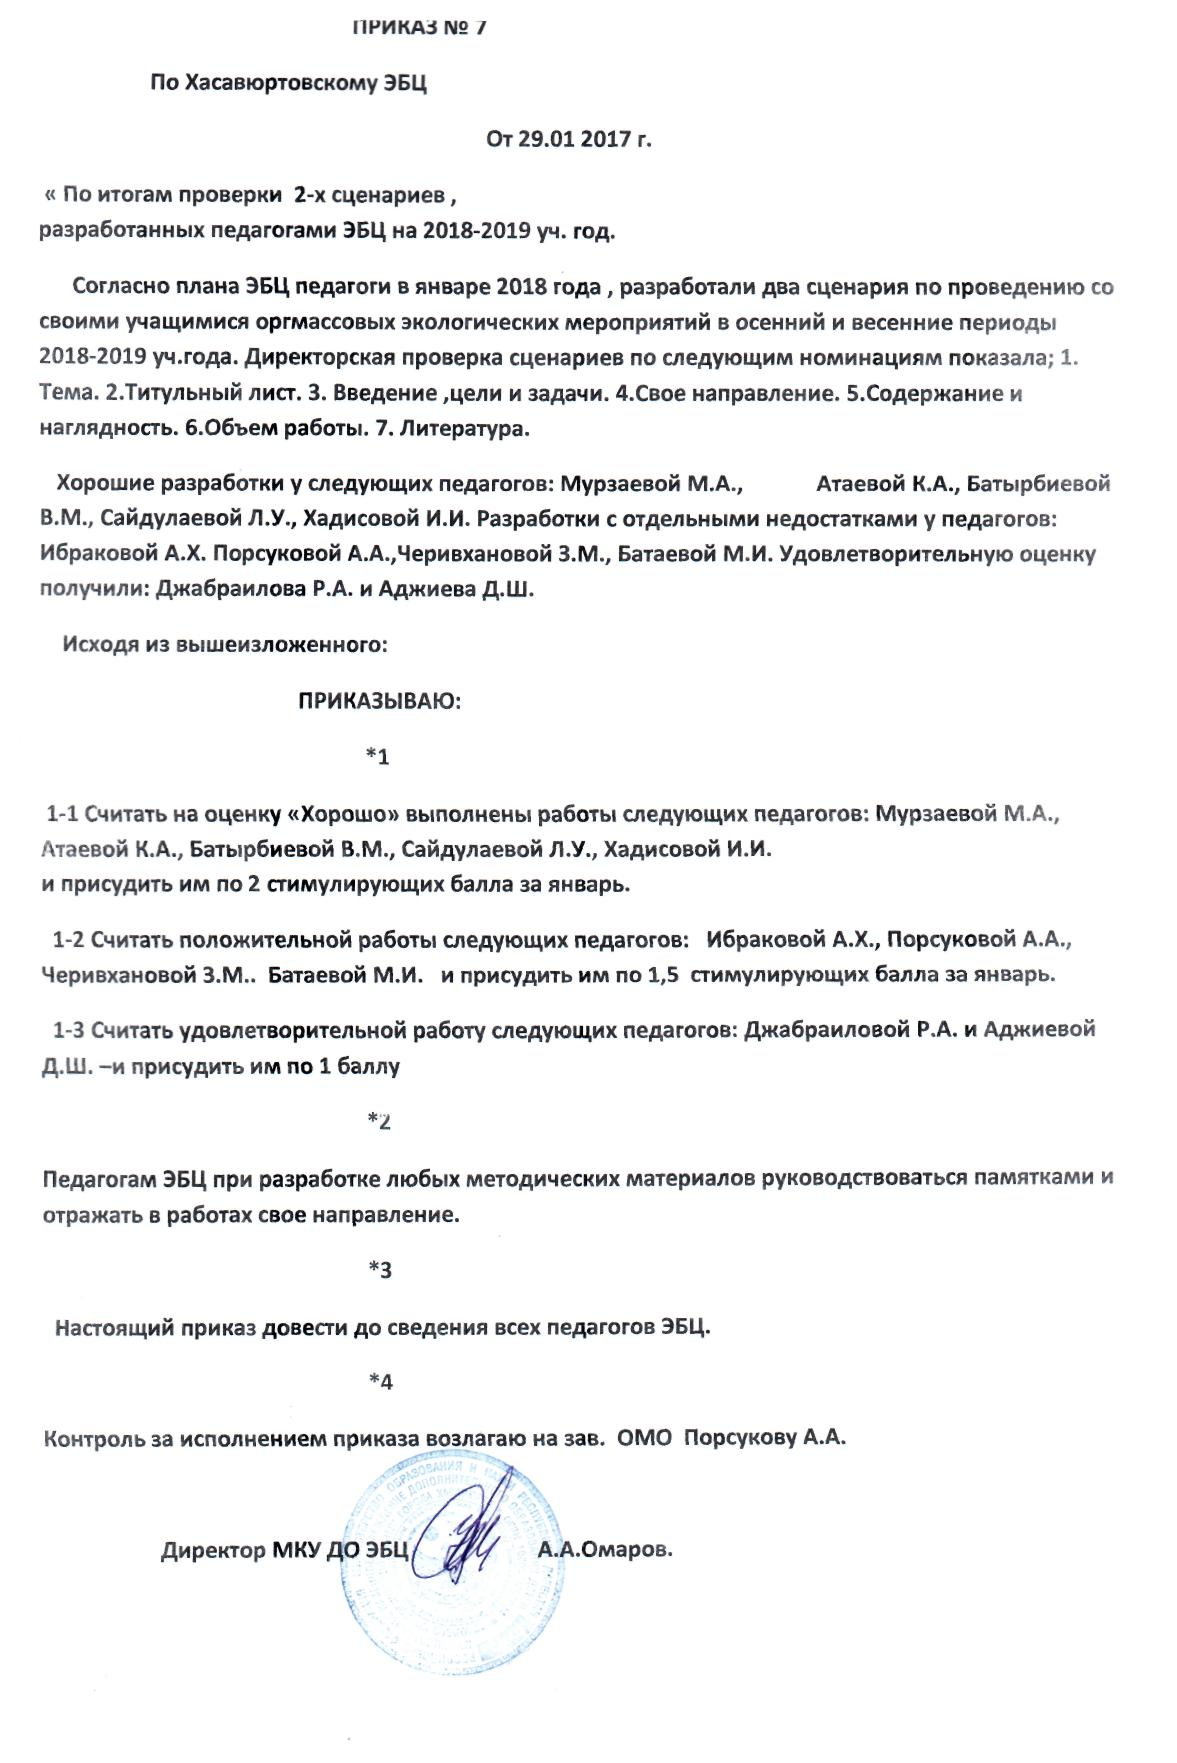 ПРИКАЗ № 7
По Хасавюртовскому ЭБЦ
От 29.01 2017 г.
« По итогам проверки 2-х сценариев ,
разработанных педагогами ЭБЦ на 2018-2019 уч. год.
Согласно плана ЭБЦ педагоги в январе 2018 года , разработали два сценария по проведению со
своими учащимися оргмассовых экологических мероприятий в осенний и весенние периоды
2018-2019 уч.года. Директорская проверка сценариев по следующим номинациям показала; 1.
Тема. 2.Титульный лист. 3. Введение ,цели и задачи. 4.Свое направление. 5.Содержание и
наглядность. 6.Объем работы. 7. Литература.
Хорошие разработки у следующих педагогов: Мурзаевой М.А., Атаевой К.А., Батырбиевой
В.М., Сайдулаевой Л.У., Хадисовой И.И. Разработки с отдельными недостатками у педагогов:
Ибраковой А.Х. Порсуковой А.А.,Черивхановой З.М., Батаевой М.И. Удовлетворительную оценку
получили: Джабраилова Р.А. и Аджиева Д.Ш.
Исходя из вышеизложенного:
ПРИКАЗЫВАЮ:
*1
1-1 Считать на оценку «Хорошо» выполнены работы следующих педагогов: Мурзаевой М.А.,
Атаевой К.А., Батырбиевой В.М., Сайдулаевой Л.У., Хадисовой И.И.
и присудить им по 2 стимулирующих балла за январь.
1-2 Считать положительной работы следующих педагогов: Ибраковой А.Х., Порсуковой А.А.,
Черивхановой З.М.. Батаевой М.И. и присудить им по 1,5 стимулирующих балла за январь.
1-3 Считать удовлетворительной работу следующих педагогов: Джабраиловой Р.А. и Аджиевой
Д.Ш. –и присудить им по 1 баллу
*2
Педагогам ЭБЦ при разработке любых методических материалов руководствоваться памятками и
отражать в работах свое направление.
*3
Настоящий приказ довести до сведения всех педагогов ЭБЦ.
*4
Контроль за исполнением приказа возлагаю на зав. ОМО Порсукову А.А.
Директор МКУ ДО ЭБЦ А.А.Омаров.